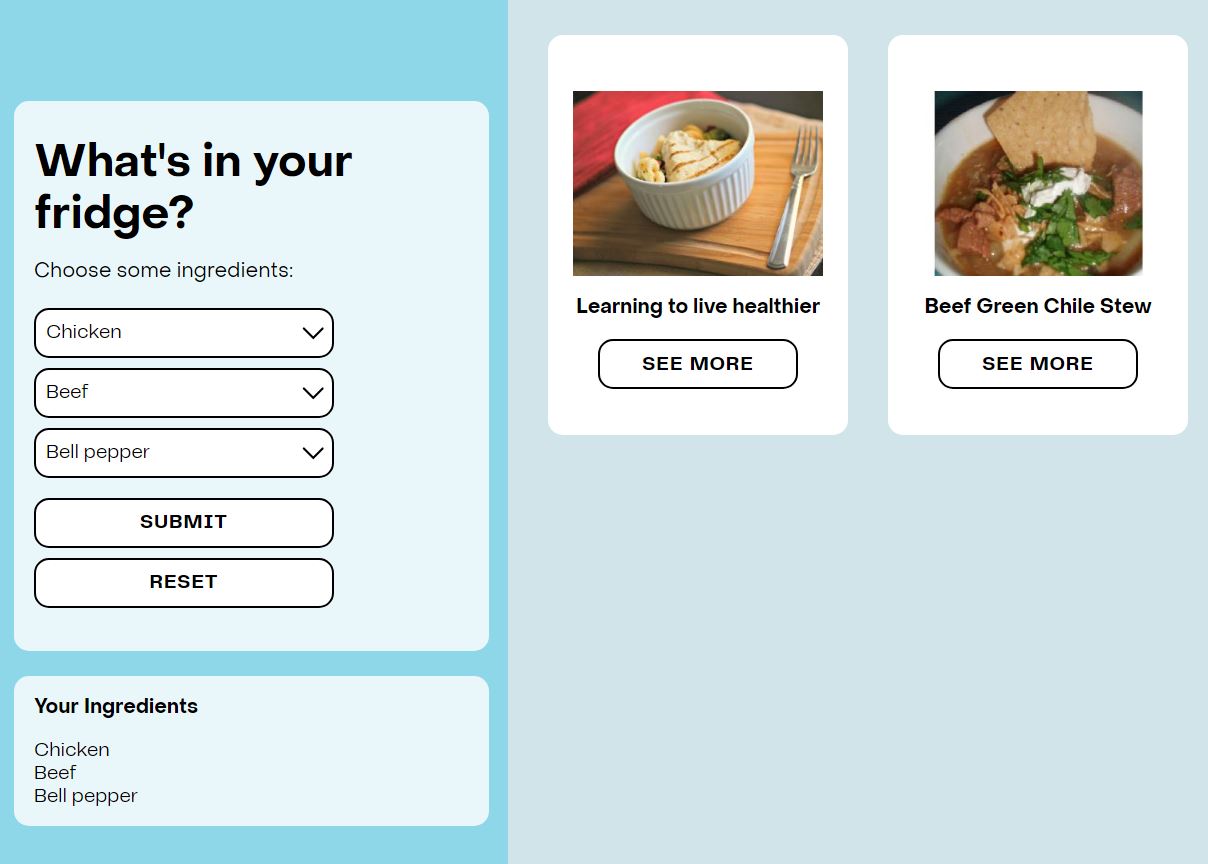 What's in your
fridge?
Choose some ingredients:
Chicken
Beef
Bell pepper
SUBMIT
RESET
Your Ingredients
Chicken
Beef
Bell pepper
Learning to live healthier
SEE MORE
Beef Green Chile Stew
SEE MORE